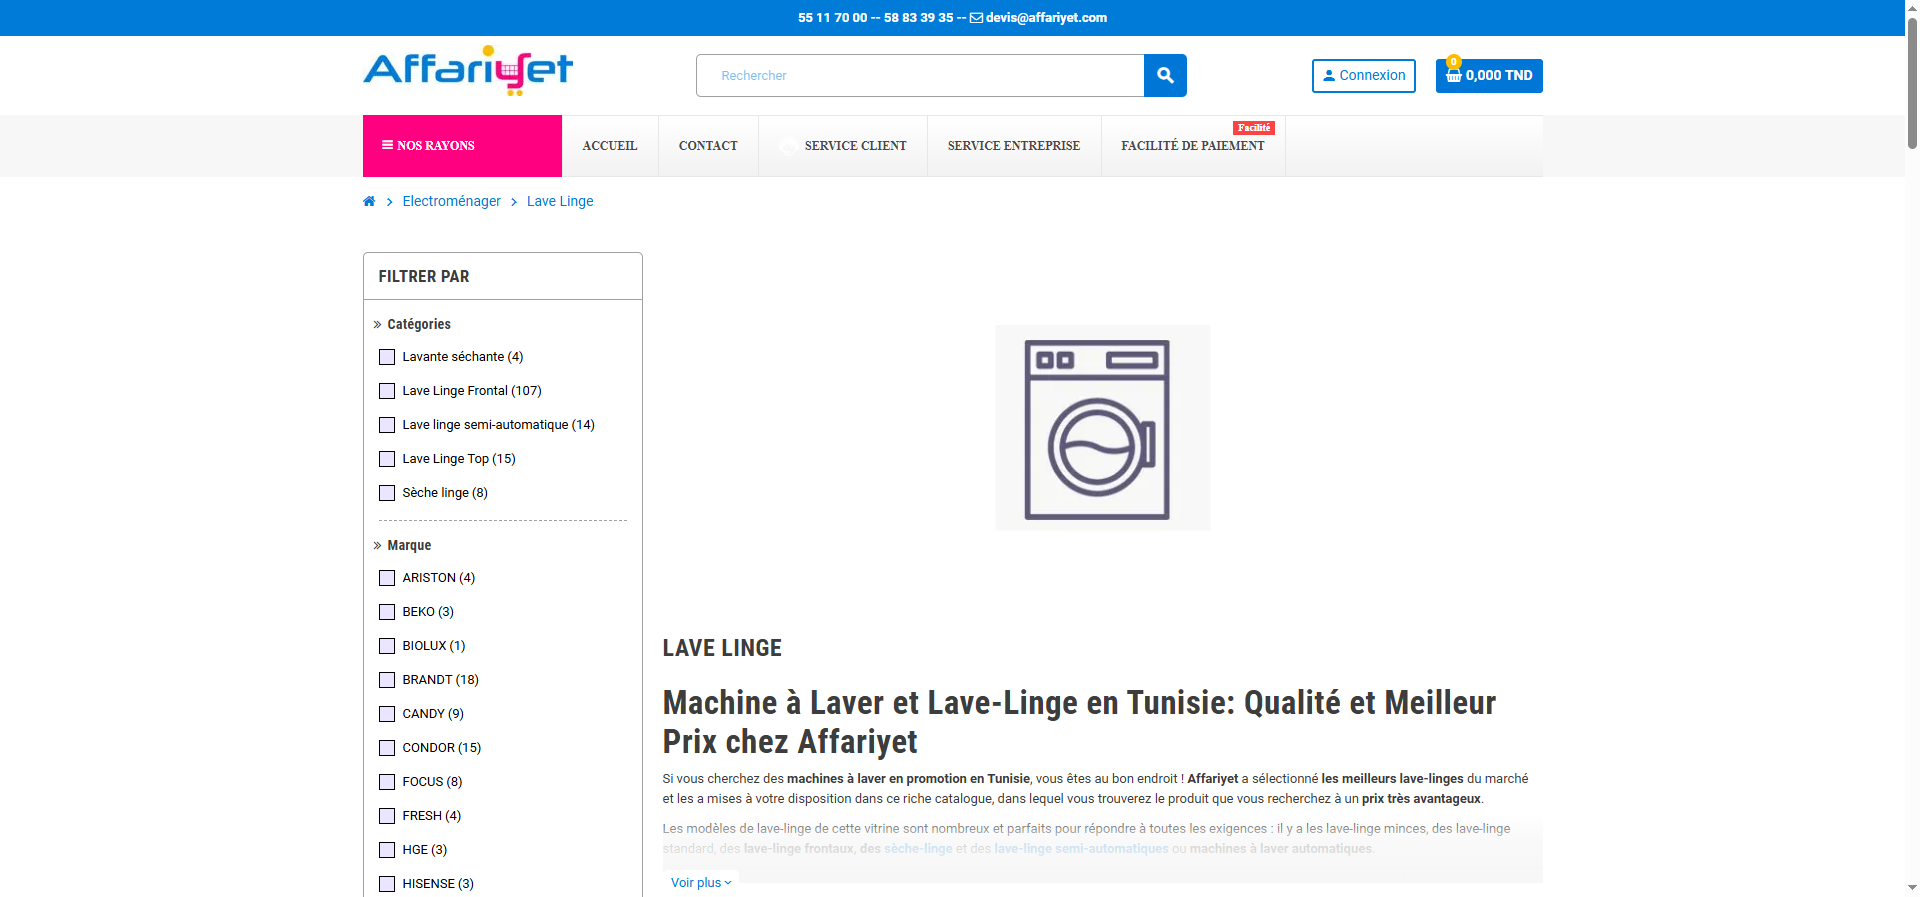 55 11 70 00 -- 58 83 39 35 -- devis@affariyet.com
Affariyet
Rechercher
Connexion
0
0,000 TND
NOS RAYONS
ACCUEIL
CONTACT
SERVICE CLIENT
SERVICE ENTREPRISE
Facilité
FACILITÉ DE PAIEMENT
Electroménager
Lave Linge
FILTRER PAR
Catégories
Lavante séchante (4)
Lave Linge Frontal (107)
Lave linge semi-automatique (14)
Lave Linge Top (15)
Sèche linge (8)
Marque
ARISTON (4)
BEKO (3)
BIOLUX (1)
BRANDT (18)
CANDY (9)
CONDOR (15)
FOCUS (8)
FRESH (4)
HGE (3)
HISENSE (3)
LAVE LINGE
Machine à Laver et Lave-Linge en Tunisie: Qualité et Meilleur
Prix chez Affariyet
Si vous cherchez des machines à laver en promotion en Tunisie, vous êtes au bon endroit ! Affariyet a sélectionné les meilleurs lave-linges du marché
et les a mises à votre disposition dans ce riche catalogue, dans lequel vous trouverez le produit que vous recherchez à un prix très avantageux.
Les modèles de lave-linge de cette vitrine sont nombreux et parfaits pour répondre à toutes les exigences : il y a les lave-linge minces, des lave-linge
standard, des lave-linge frontaux, des sèche-linge et des lave-linge semi-automatiques ou machines à laver automatiques.
Voir plus